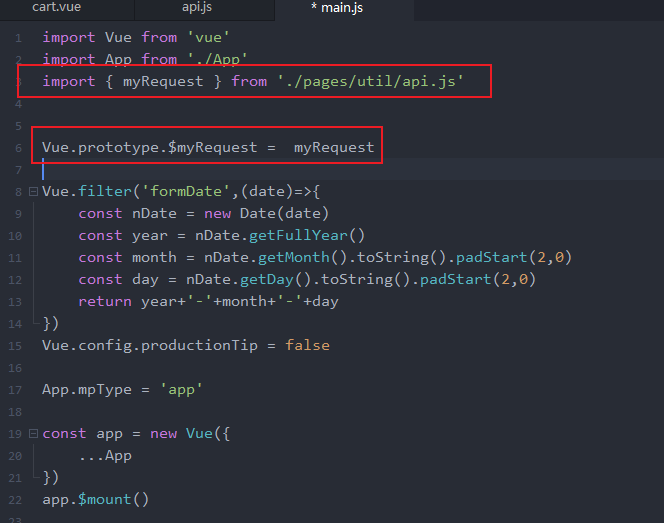 cart.vue api.js * main.js
1 import Vue from 'vue'
2 import App from './App'
3 import { myRequest } from './pages/util/api.js'
4
5
6 Vue.prototype.$myRequest =  myRequest
7
8 Vue.filter('formDate',(date)=>{
9     const nDate = new Date(date)
10     const year = nDate.getFullYear()
11     const month = nDate.getMonth().toString().padStart(2,0)
12     const day = nDate.getDay().toString().padStart(2,0)
13     return year+'-'+month+'-'+day
14 })
15 Vue.config.productionTip = false
16
17 App.mpType = 'app'
18
19 const app = new Vue({
20     ...App
21 })
22 app.$mount()
23